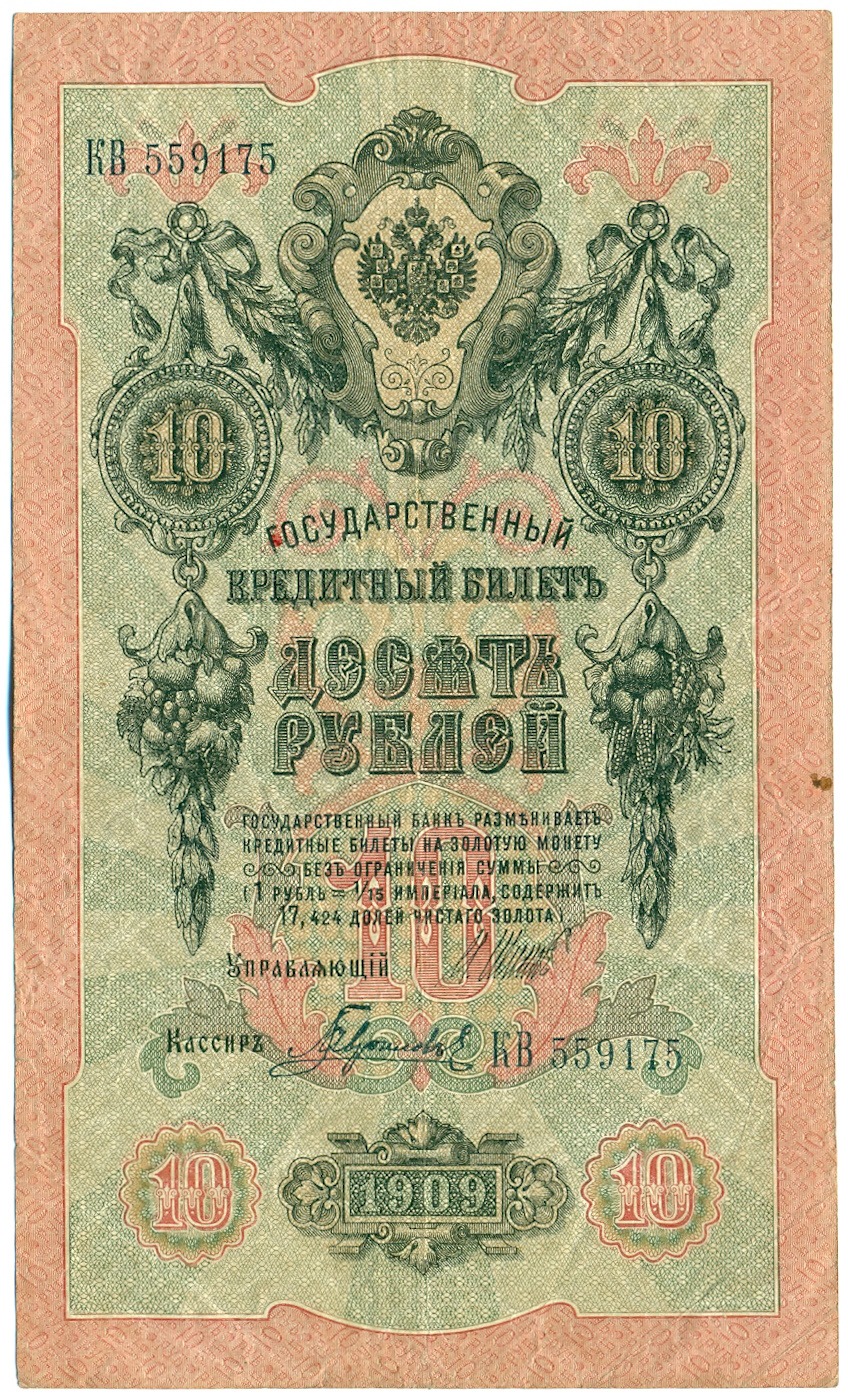 КВ 559175
10 10
ГОСУДАРСТВЕННЫЙ
КРЕДИТНЫЙ БИЛЕТЪ
ДЕСЯТЬ
РУБЛЕЙ
ГОСУДАРСТВЕННЫЙ БАНКЪ РАЗМѢНИВАЕТЪ
КРЕДИТНЫЕ БИЛЕТЫ НА ЗОЛОТУЮ МОНЕТУ
БЕЗЪ ОГРАНИЧЕНІЯ СУММЫ
(1 РУБЛЬ = 1/15 ИМПЕРІАЛА, СОДЕРЖИТЪ
17,424 ДОЛЕЙ ЧИСТАГО ЗОЛОТА)
10
УПРАВЛЯЮЩІЙ
КАССИРЪ
КВ 559175
10 1909 10